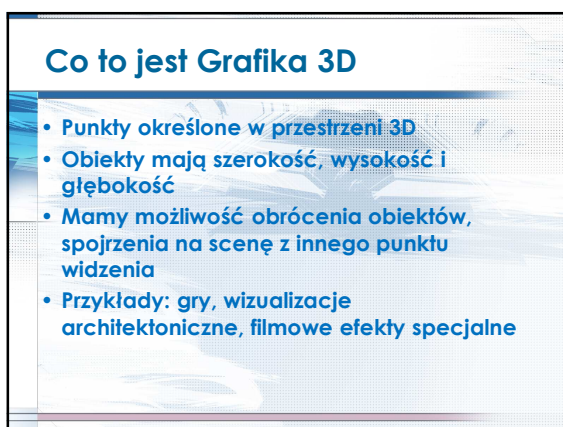 Co to jest Grafika 3D
• Punkty określone w przestrzeni 3D
• Obiekty mają szerokość, wysokość i
głębokość
• Mamy możliwość obrócenia obiektów,
spojrzenia na scenę z innego punktu
widzenia
• Przykłady: gry, wizualizacje
architektoniczne, filmowe efekty specjalne